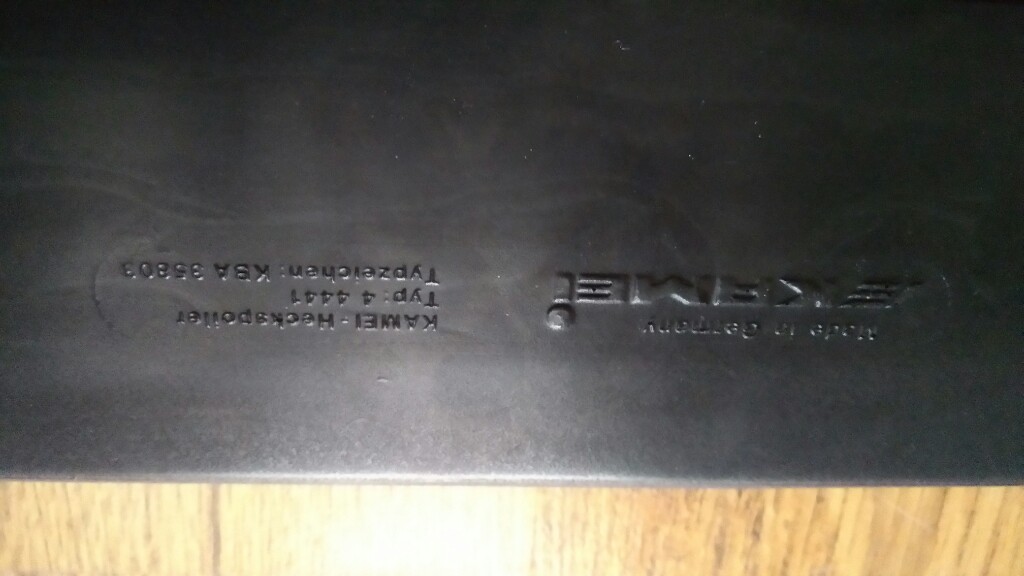 Made in Germany
KAMEI
KAMEI-Heckspoiler
Typ: 4 4441
Typzeichen: KBA 35803